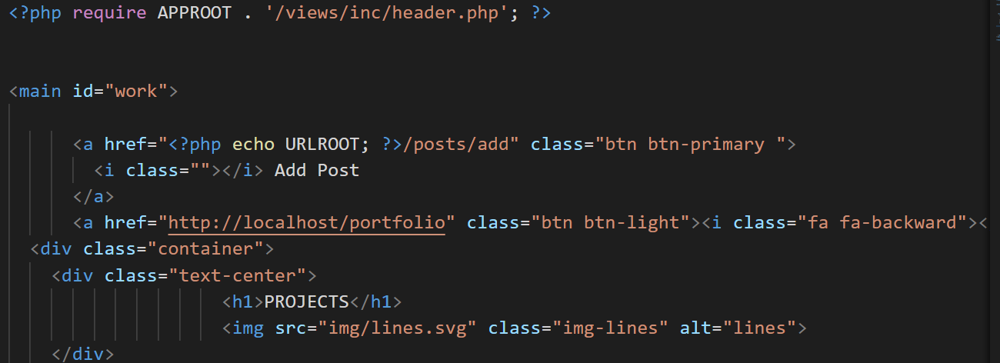 <?php require APPROOT . '/views/inc/header.php'; ?>
<main id="work">
<a href="<?php echo URLROOT; ?>/posts/add" class="btn btn-primary ">
<i class=""></i> Add Post
</a>
<a href="http://localhost/portfolio" class="btn btn-light"><i class="fa fa-backward"><
<div class="container">
<div class="text-center">
<h1>PROJECTS</h1>
<img src="img/lines.svg" class="img-lines" alt="lines">
</div>